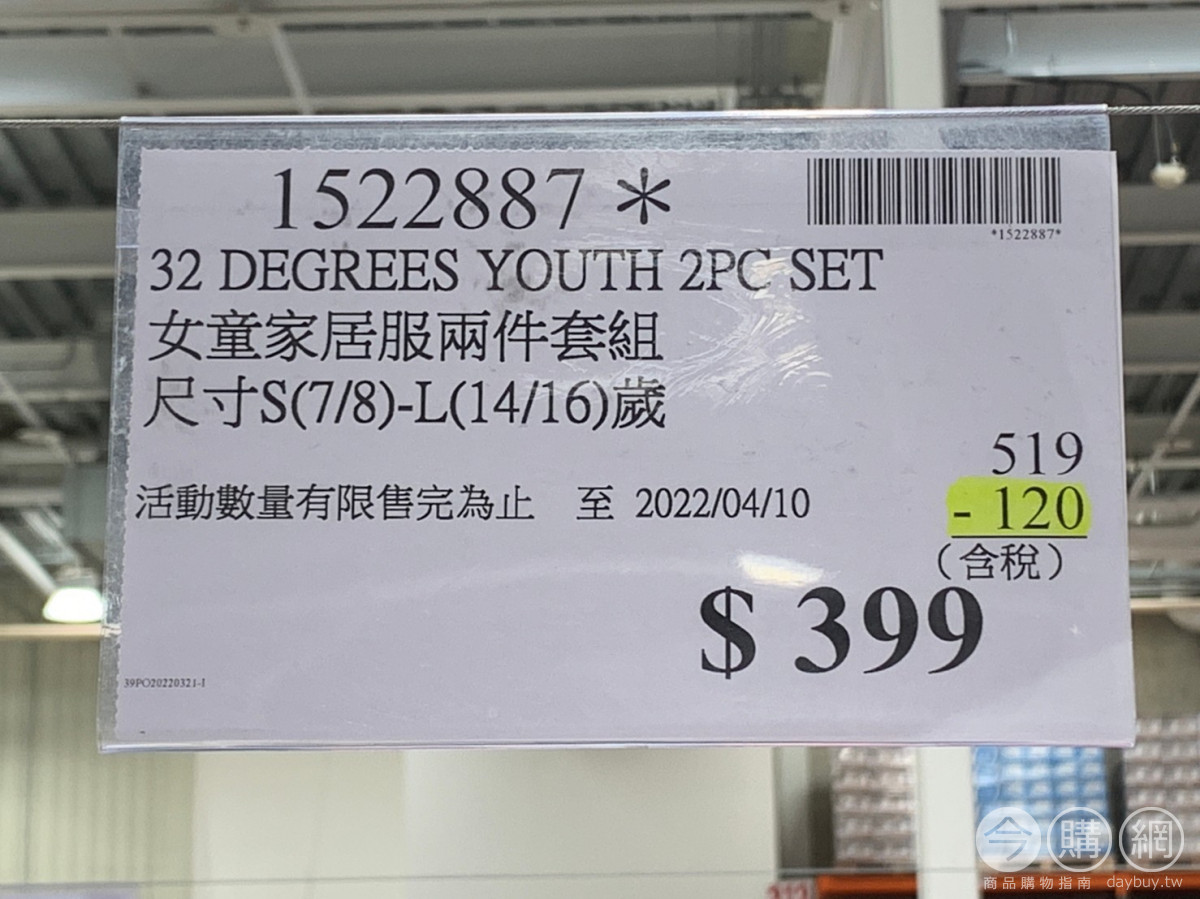 1522887 *
*1522887*
32 DEGREES YOUTH 2PC SET
女童家居服兩件套組
尺寸S(7/8)-L(14/16)歲
519
活動數量有限售完為止 至 2022/04/10
- 120
(含稅)
$ 399
39PO20220321-1
今購網
商品購物指南 daybuy.tw